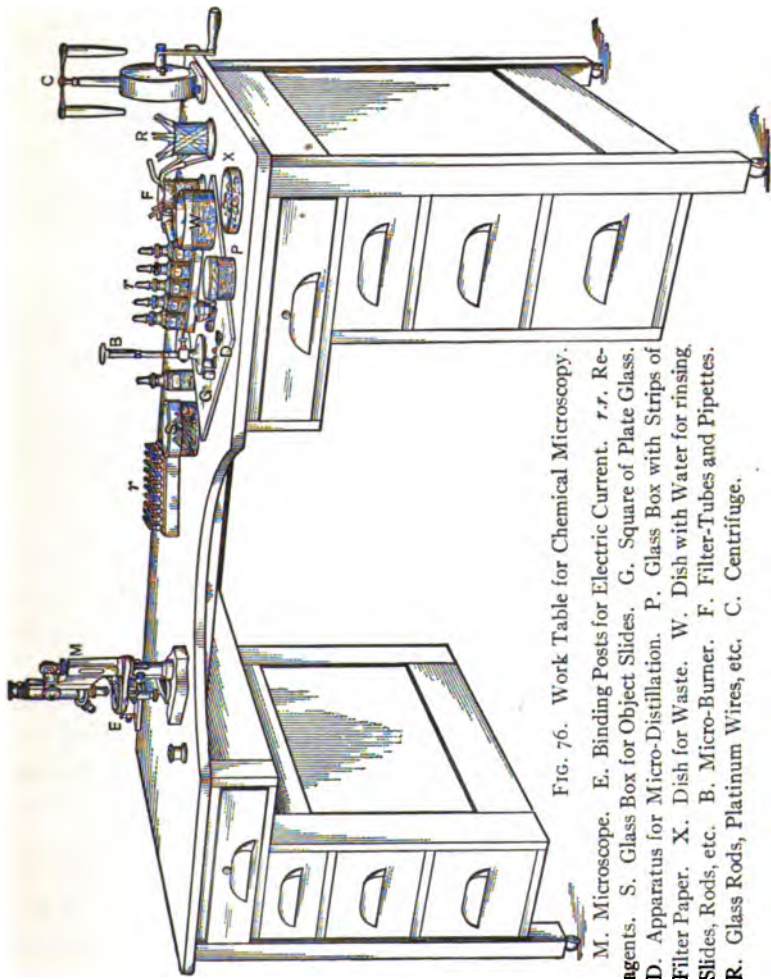 C
R
F
X
W
r
P
B
D
G
S
r
M
E
FIG. 76. Work Table for Chemical Microscopy.
M. Microscope. E. Binding Posts for Electric Current. r.r. Re-
agents. S. Glass Box for Object Slides. G. Square of Plate Glass.
D. Apparatus for Micro-Distillation. P. Glass Box with Strips of
Filter Paper. X. Dish for Waste. W. Dish with Water for rinsing
Slides, Rods, etc. B. Micro-Burner. F. Filter-Tubes and Pipettes.
R. Glass Rods, Platinum Wires, etc. C. Centrifuge.